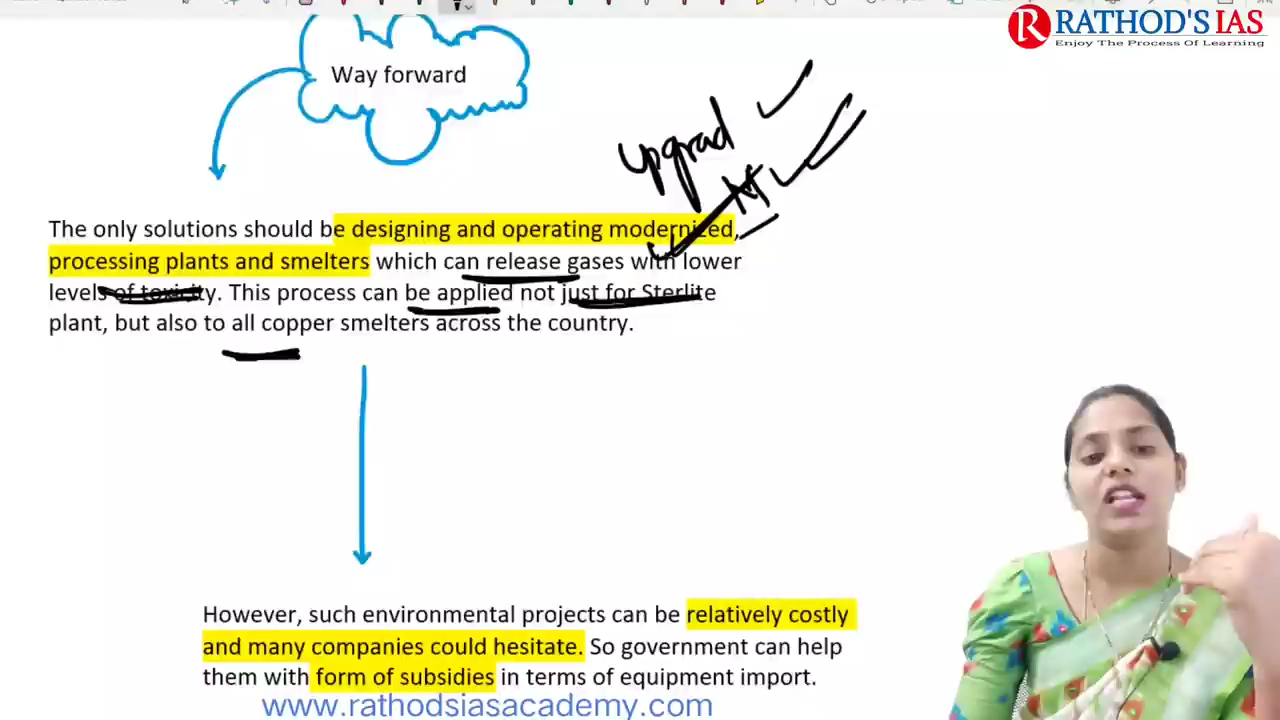 RATHOD'S IAS
Enjoy The Process Of Learning
Way forward
upgrad
The only solutions should be designing and operating modernized,
processing plants and smelters which can release gases with lower
levels of toxicity. This process can be applied not just for Sterlite
plant, but also to all copper smelters across the country.
However, such environmental projects can be relatively costly
and many companies could hesitate. So government can help
them with form of subsidies in terms of equipment import.
www.rathodsiasacademy.com